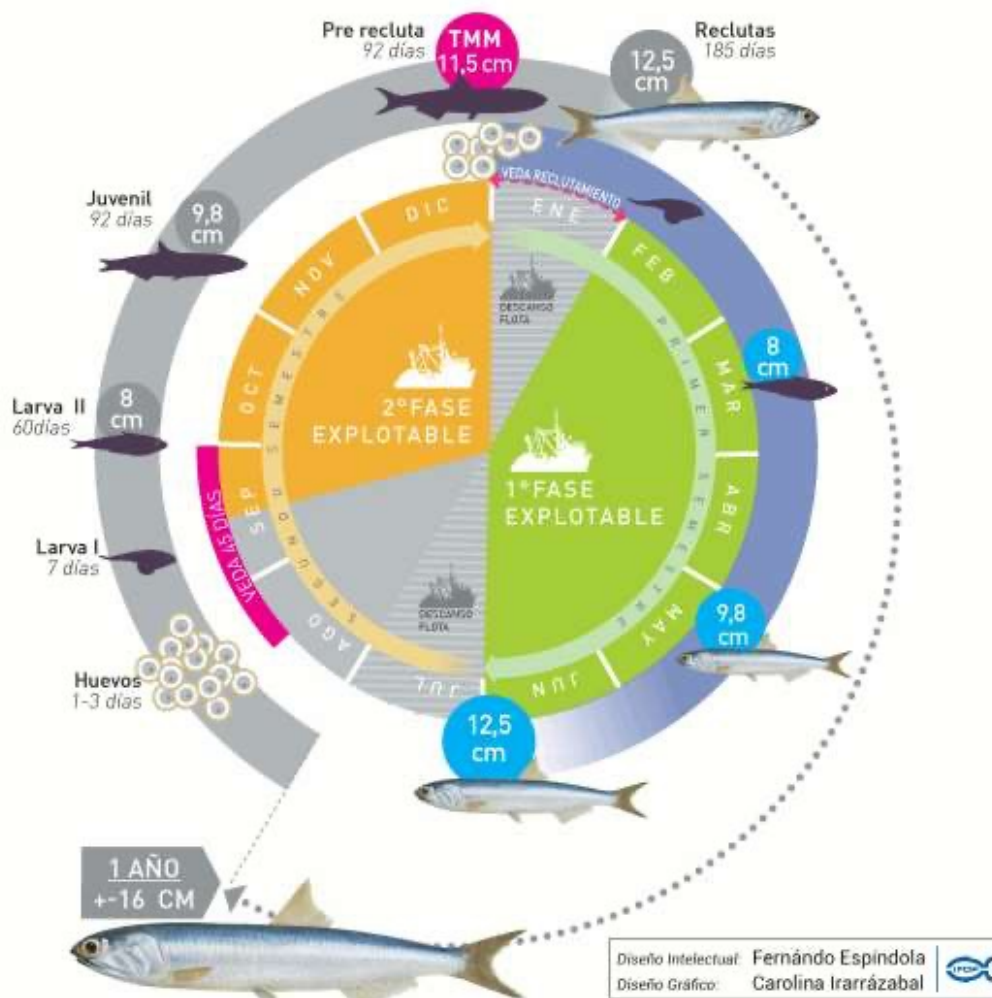 Pre recluta
92 días
TMM
11,5 cm
12,5
cm
Reclutas
185 días
Juvenil
92 días
9,8
cm
Larva II
60días
8
cm
Larva I
7 días
Huevos
1-3 días
VEDA RECLUTAMIENTO
ENE
FEB
MAR
ABR
MAY
JUN
JUL
AGO
SEP
OCT
NOV
DIC
PRIMER SEMESTRE
SEGUNDO SEMESTRE
DESCANSO
FLOTA
2°FASE
EXPLOTABLE
1°FASE
EXPLOTABLE
DESCANSO
FLOTA
VEDA 45 DÍAS
8
cm
9,8
cm
12,5
cm
1 AÑO
+-16 CM
Diseño Intelectual: Fernándo Espíndola
Diseño Gráfico: Carolina Irarrázabal
IFOP